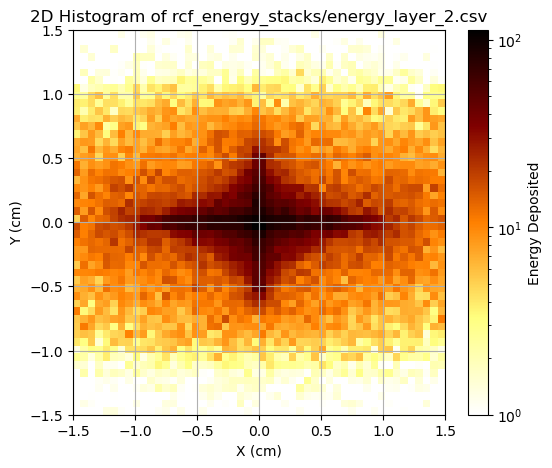 2D Histogram of rcf_energy_stacks/energy_layer_2.csv
1.5
1.0
0.5
0.0
−0.5
−1.0
−1.5
Y (cm)
−1.5 −1.0 −0.5 0.0 0.5 1.0 1.5
X (cm)
10²
10¹
10⁰
Energy Deposited